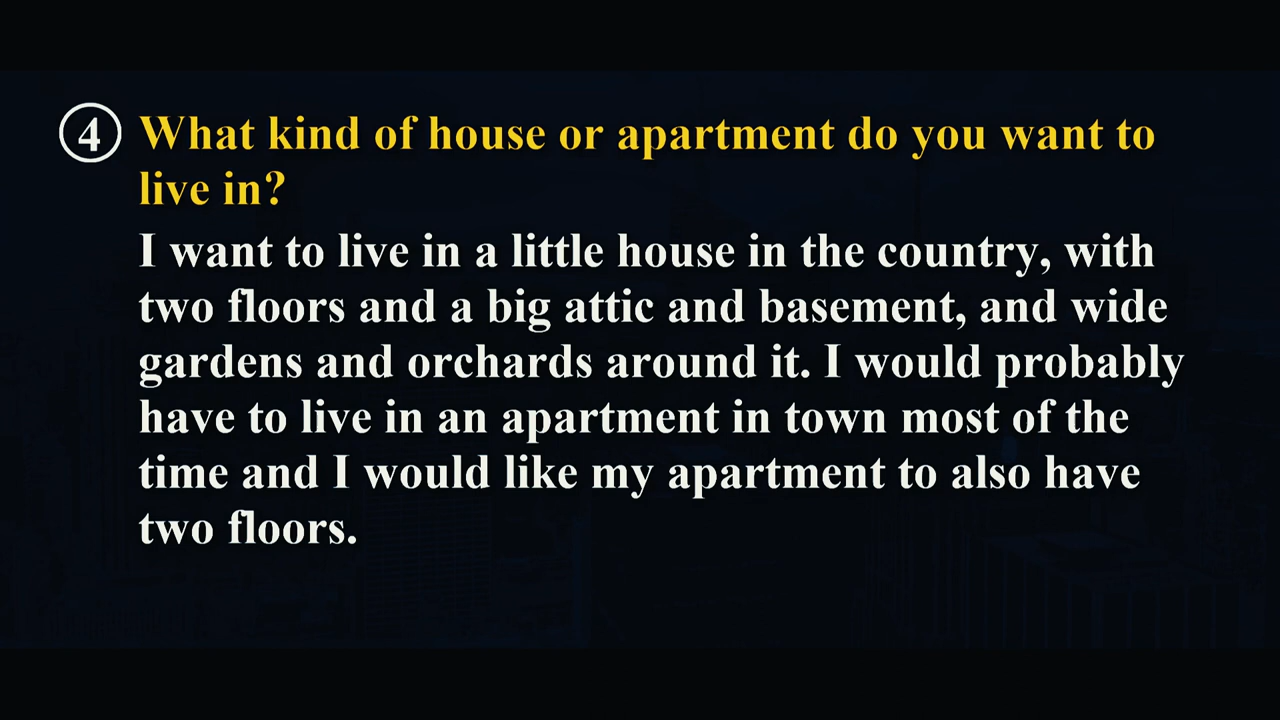 ④ What kind of house or apartment do you want to
live in?
I want to live in a little house in the country, with
two floors and a big attic and basement, and wide
gardens and orchards around it. I would probably
have to live in an apartment in town most of the
time and I would like my apartment to also have
two floors.